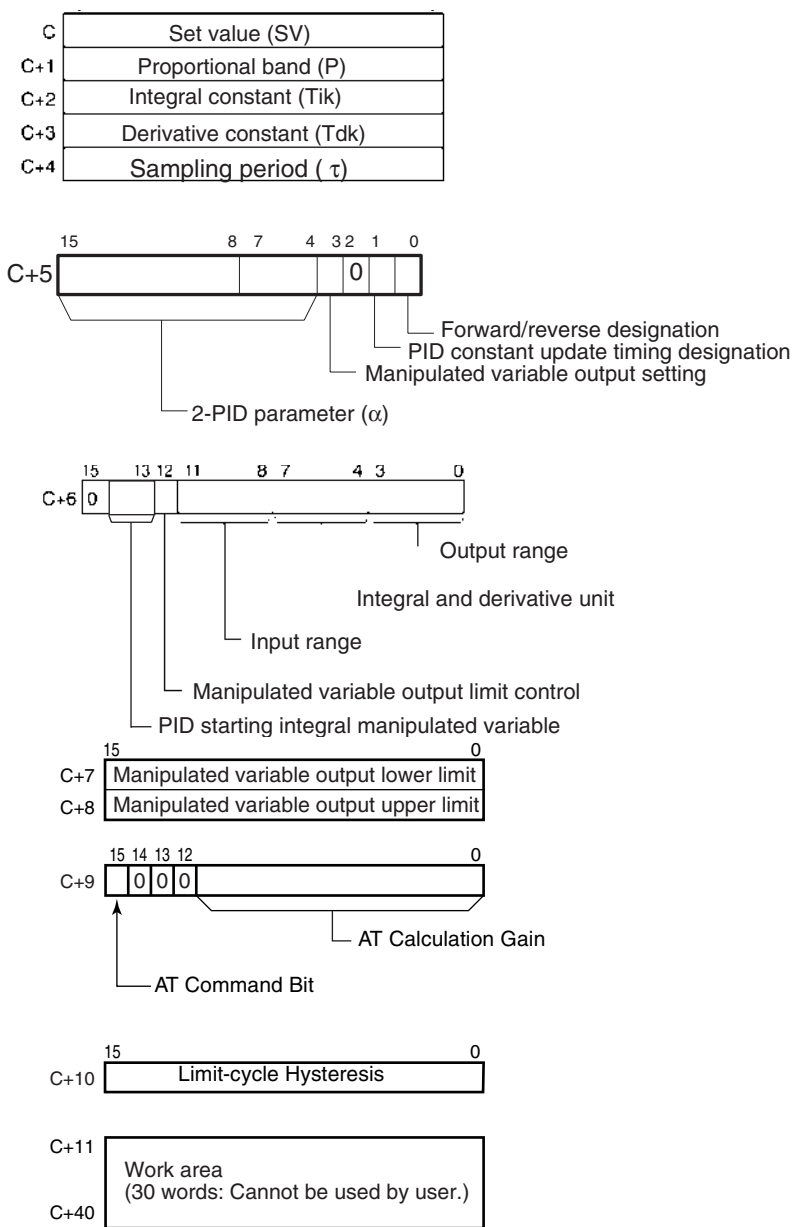 C Set value (SV)
C+1 Proportional band (P)
C+2 Integral constant (Tik)
C+3 Derivative constant (Tdk)
C+4 Sampling period ( τ)
15 8 7 4 3 2 1 0
C+5 0
Forward/reverse designation
PID constant update timing designation
Manipulated variable output setting
2-PID parameter (α)
15 13 12 11 8 7 4 3 0
C+6 0
Output range
Integral and derivative unit
Input range
Manipulated variable output limit control
PID starting integral manipulated variable
15 0
C+7 Manipulated variable output lower limit
C+8 Manipulated variable output upper limit
15 14 13 12 0
C+9 0 0 0
AT Calculation Gain
AT Command Bit
15 0
C+10 Limit-cycle Hysteresis
C+11
Work area
(30 words: Cannot be used by user.)
C+40